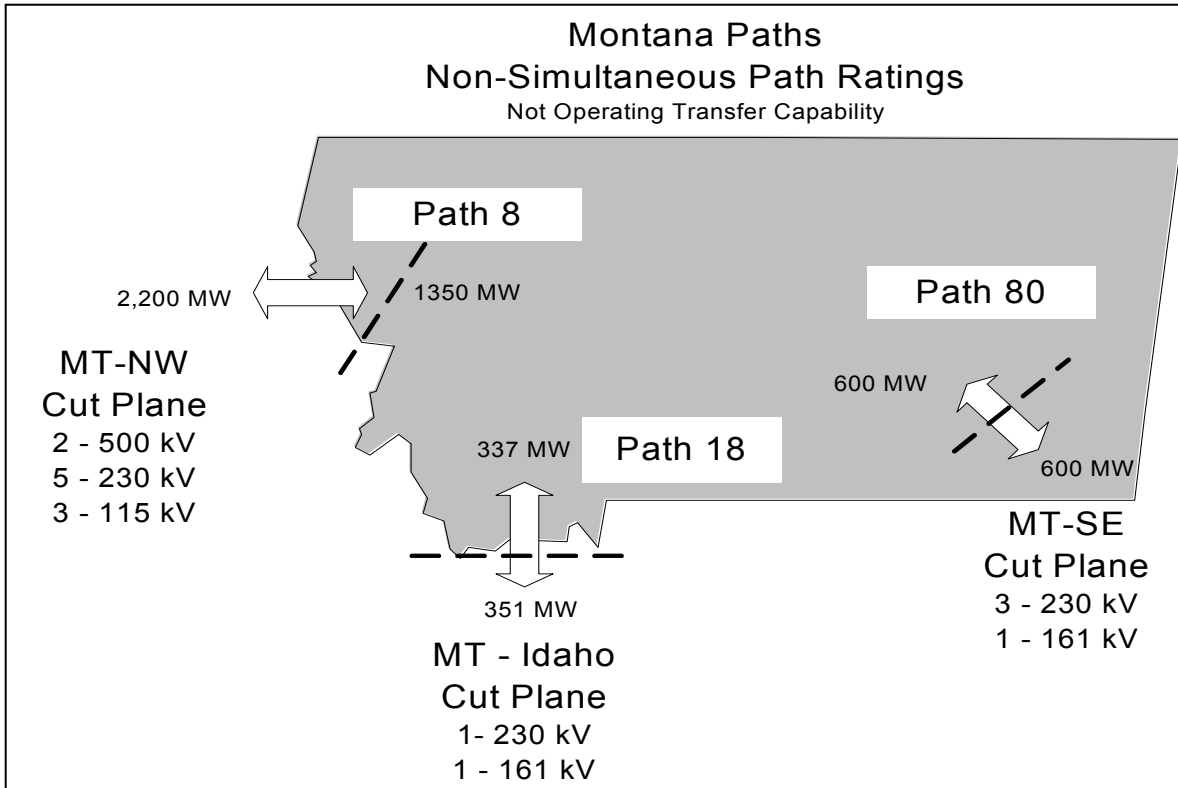 Montana Paths
Non-Simultaneous Path Ratings
Not Operating Transfer Capability
Path 8
2,200 MW
1350 MW
Path 80
MT-NW
Cut Plane
2 - 500 kV
5 - 230 kV
3 - 115 kV
600 MW
600 MW
337 MW
Path 18
351 MW
MT - Idaho
Cut Plane
1- 230 kV
1 - 161 kV
MT-SE
Cut Plane
3 - 230 kV
1 - 161 kV